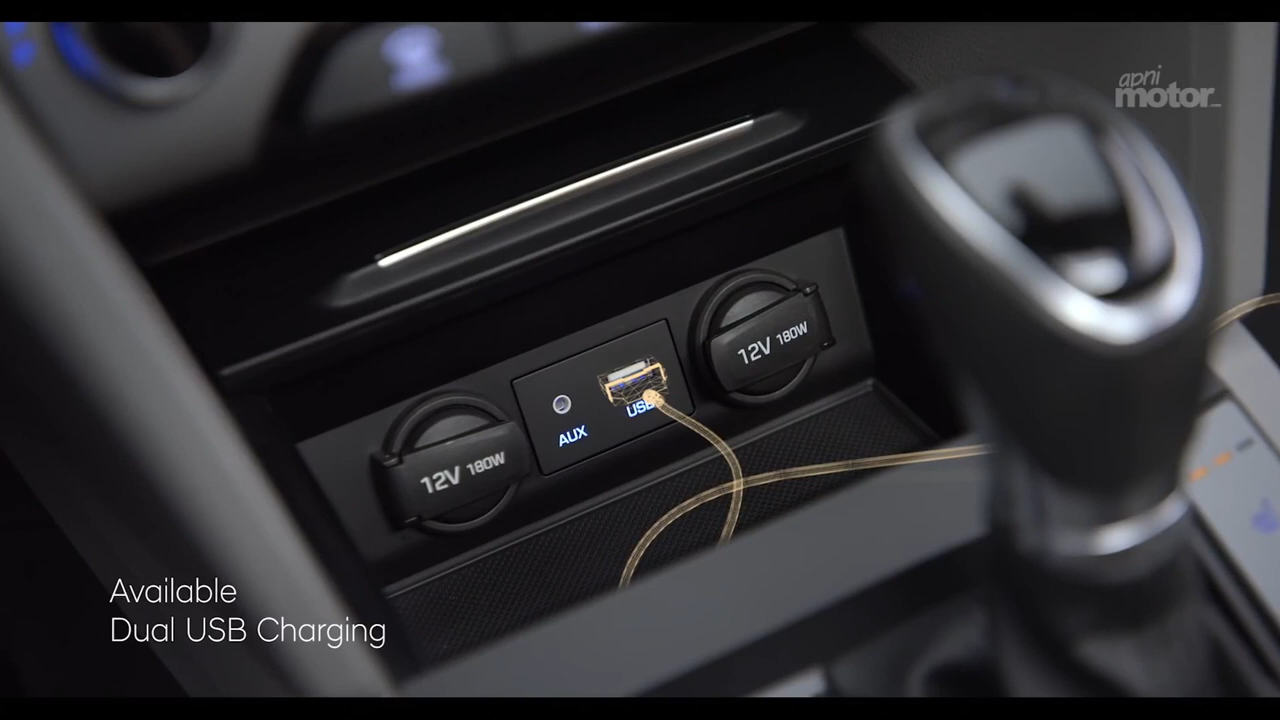 apni
motor
12V 180W
AUX
USB
12V 180W
Available
Dual USB Charging